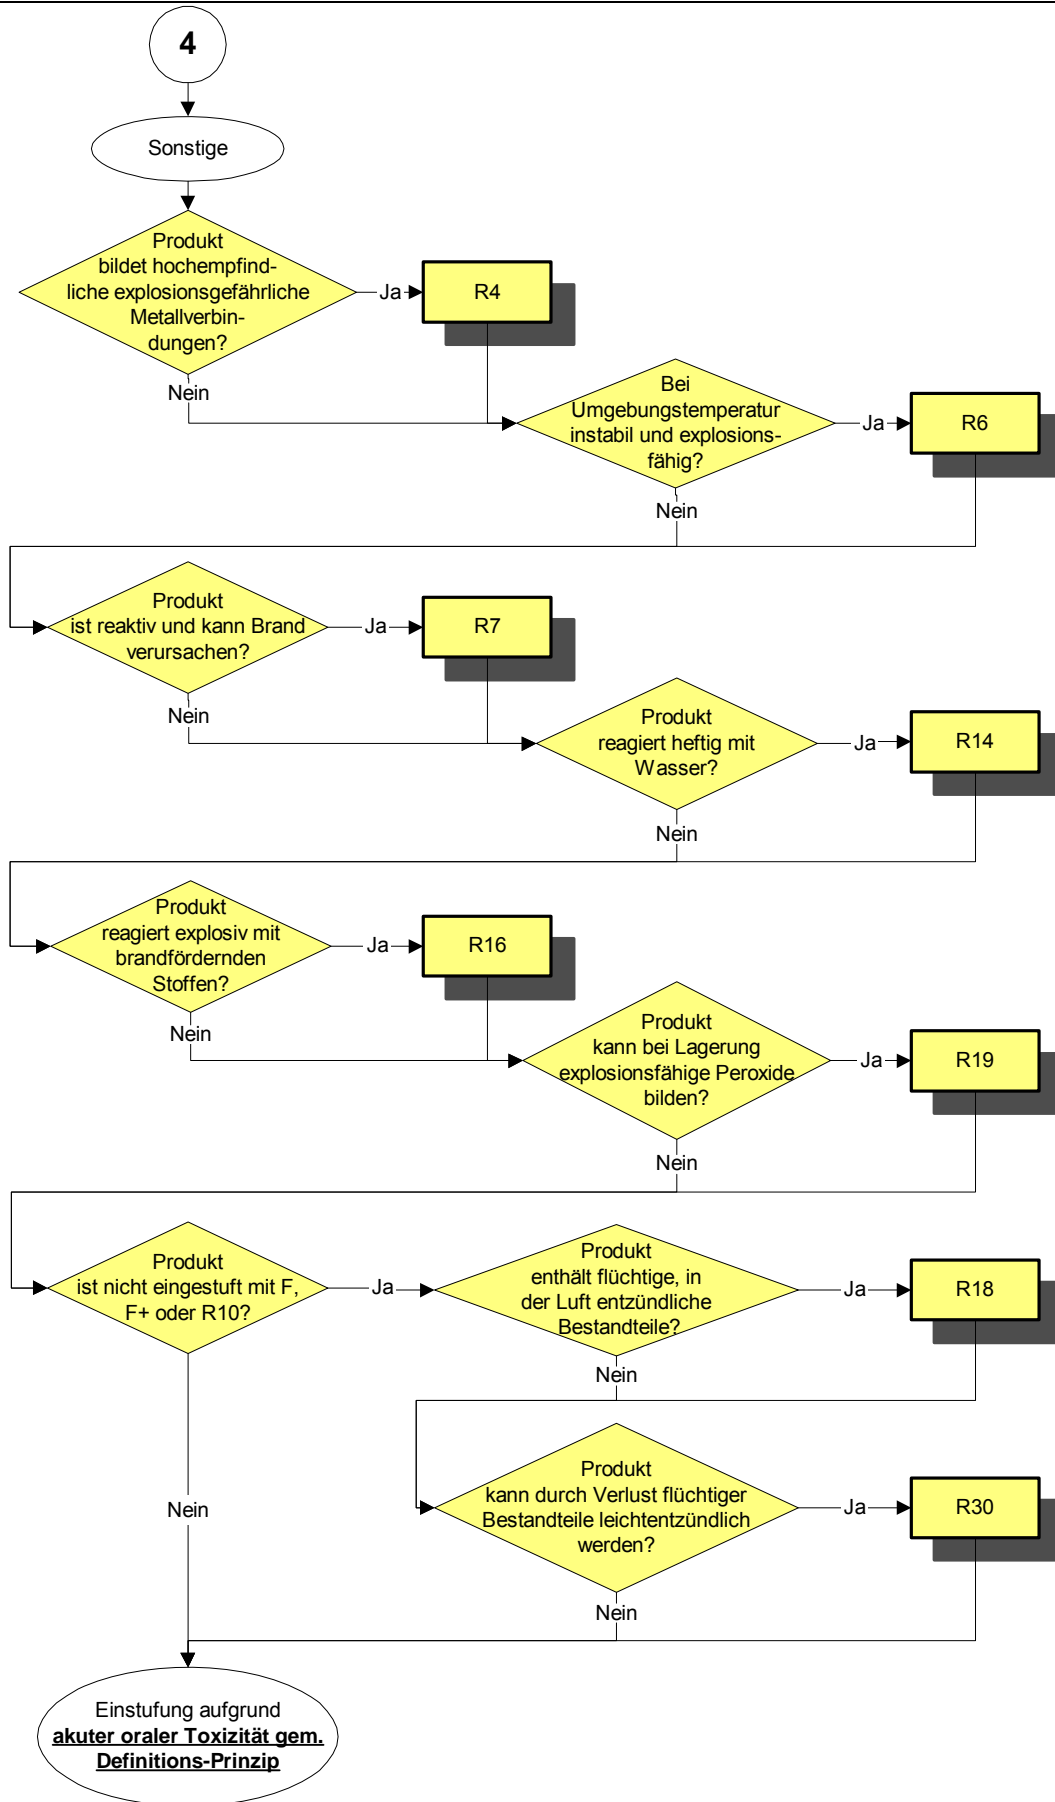 4
Sonstige
Produkt
bildet hochempfind-
liche explosionsgefährliche
Metallverbin-
dungen?
Ja
R4
Nein
Bei
Umgebungstemperatur
instabil und explosions-
fähig?
Ja
R6
Nein
Produkt
ist reaktiv und kann Brand
verursachen?
Ja
R7
Nein
Produkt
reagiert heftig mit
Wasser?
Ja
R14
Nein
Produkt
reagiert explosiv mit
brandfördernden
Stoffen?
Ja
R16
Nein
Produkt
kann bei Lagerung
explosionsfähige Peroxide
bilden?
Ja
R19
Nein
Produkt
ist nicht eingestuft mit F,
F+ oder R10?
Ja
Produkt
enthält flüchtige, in
der Luft entzündliche
Bestandteile?
Ja
R18
Nein
Produkt
kann durch Verlust flüchtiger
Bestandteile leichtentzündlich
werden?
Ja
R30
Nein
Nein
Einstufung aufgrund
akuter oraler Toxizität gem.
Definitions-Prinzip